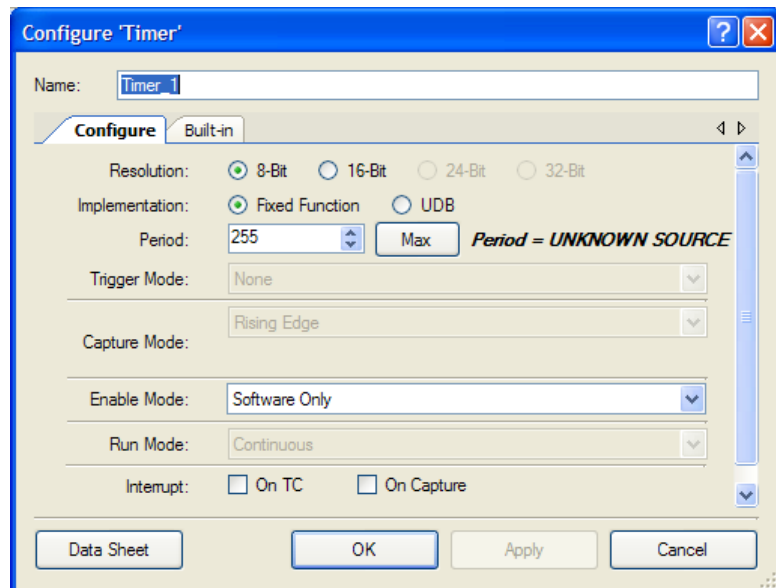 Configure 'Timer'
Name: Timer_1
Configure Built-in
Resolution: 8-Bit 16-Bit 24-Bit 32-Bit
Implementation: Fixed Function UDB
Period: 255 Max Period = UNKNOWN SOURCE
Trigger Mode: None
Capture Mode: Rising Edge
Enable Mode: Software Only
Run Mode: Continuous
Interrupt: On TC On Capture
Data Sheet OK Apply Cancel